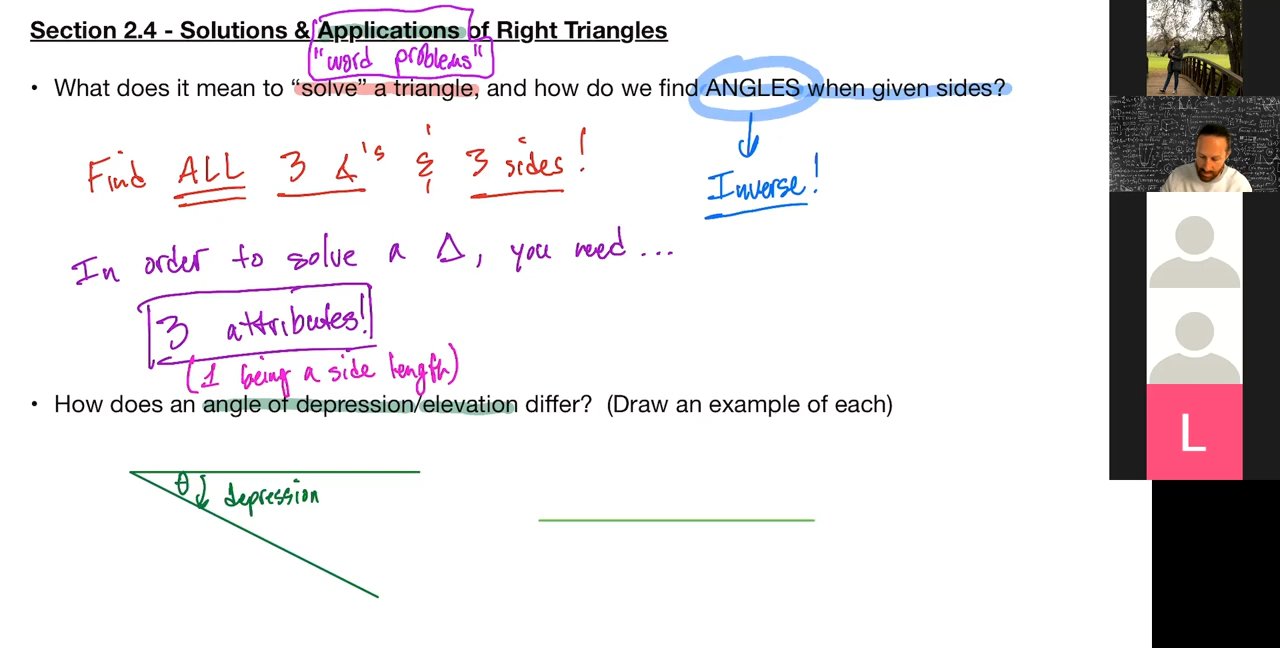 Section 2.4 - Solutions & Applications of Right Triangles
"word problems"
• What does it mean to “solve” a triangle, and how do we find ANGLES when given sides?
Find ALL 3 ∡'s & 3 sides!
Inverse!
In order to solve a Δ, you need ...
3 attributes!
(1 being a side length)
• How does an angle of depression/elevation differ? (Draw an example of each)
θ depression
L